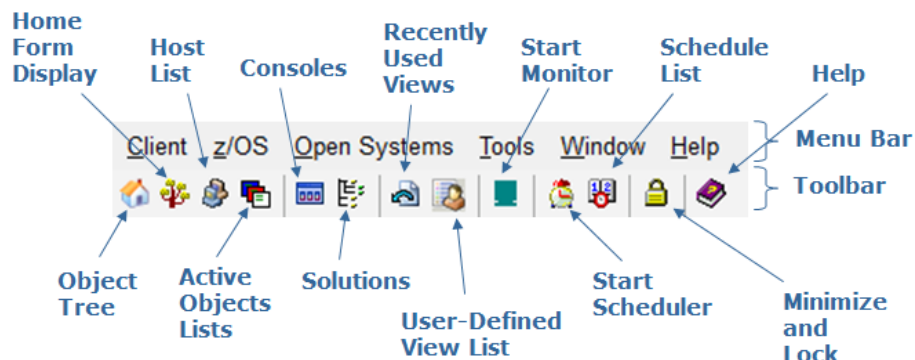 Home
Form
Display
Host
List
Consoles
Recently
Used
Views
Start
Monitor
Schedule
List
Help
Client z/OS Open Systems Tools Window Help
Menu Bar
Toolbar
Object
Tree
Active
Objects
Lists
Solutions
User-Defined
View List
Start
Scheduler
Minimize
and
Lock